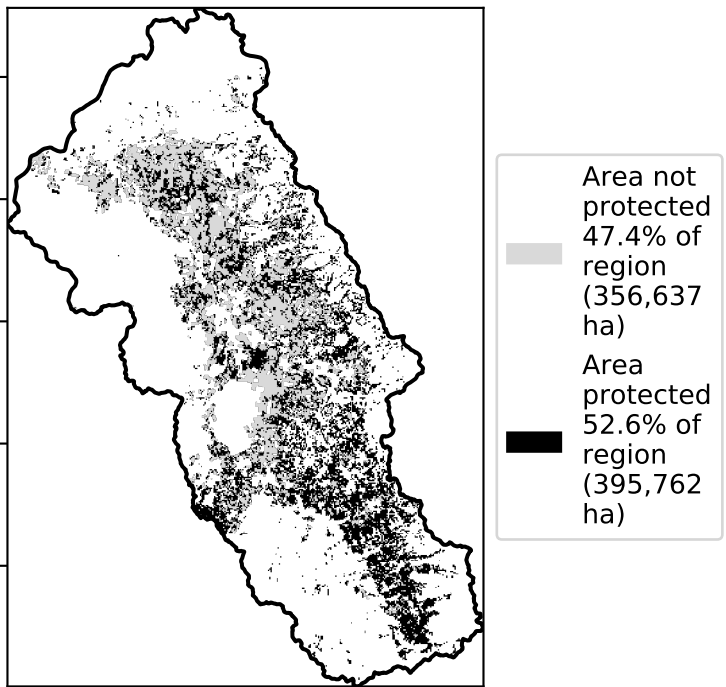 Area not
protected
47.4% of
region
(356,637
ha)
Area
protected
52.6% of
region
(395,762
ha)